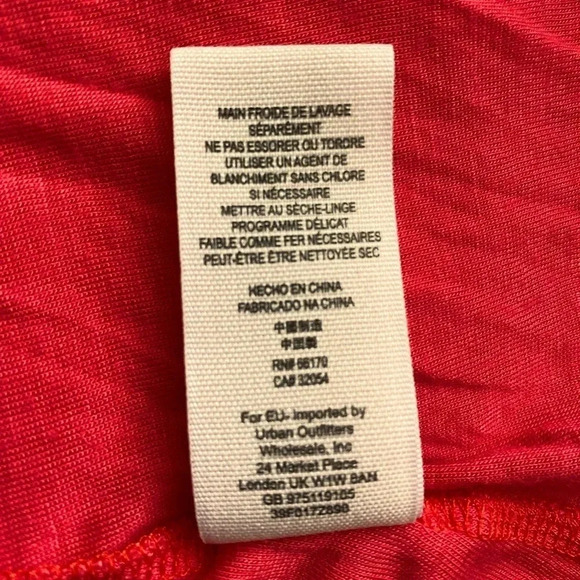 MAIN FROIDE DE LAVAGE
SÉPARÉMENT
NE PAS ESSORER OU TORDRE
UTILISER UN AGENT DE
BLANCHIMENT SANS CHLORE
SI NÉCESSAIRE
METTRE AU SÈCHE-LINGE
PROGRAMME DÉLICAT
FAIBLE COMME FER NÉCESSAIRES
PEUT-ÊTRE ÊTRE NETTOYÉE SEC
HECHO EN CHINA
FABRICADO NA CHINA
中國制造
中国製
RN# 66170
CA# 32054
For EU- Imported by
Urban Outfitters
Wholesale, Inc
24 Market Place
London UK W1W 8AN
GB 975119105
39F017Z890